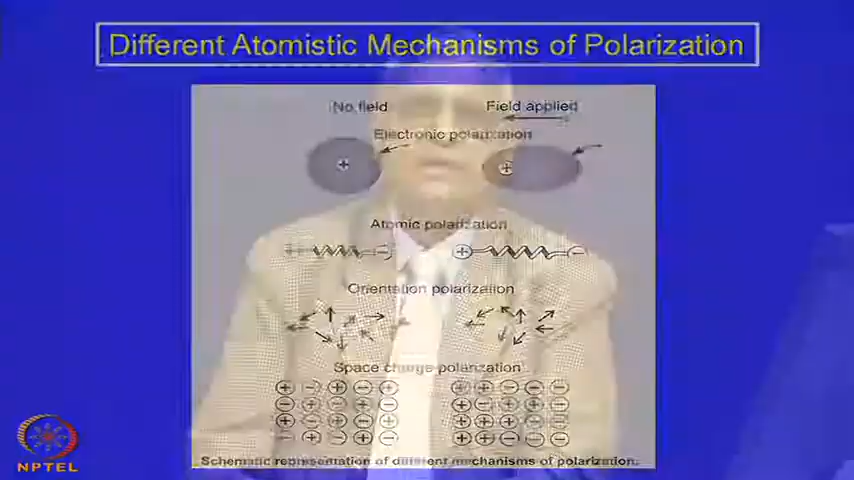 Different Atomistic Mechanisms of Polarization
No field Field applied
Electronic polarization
Atomic polarization
Orientation polarization
Space charge polarization
Schematic representation of different mechanisms of polarization.
NPTEL